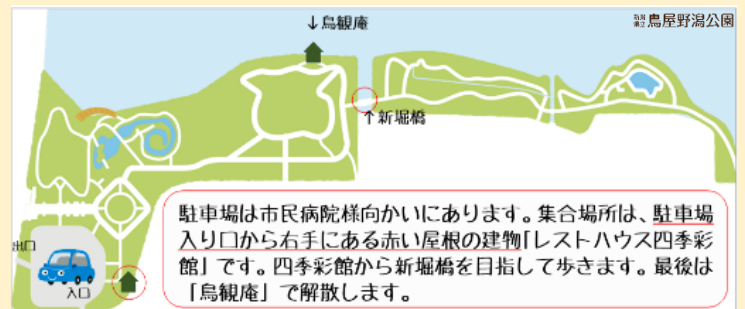 ↓鳥観庵
新潟県立 鳥屋野潟公園
↑新堀橋
出口
入口
駐車場は市民病院様向かいにあります。集合場所は、駐車場
入り口から右手にある赤い屋根の建物「レストハウス四季彩
館」です。四季彩館から新堀橋を目指して歩きます。最後は
「鳥観庵」で解散します。